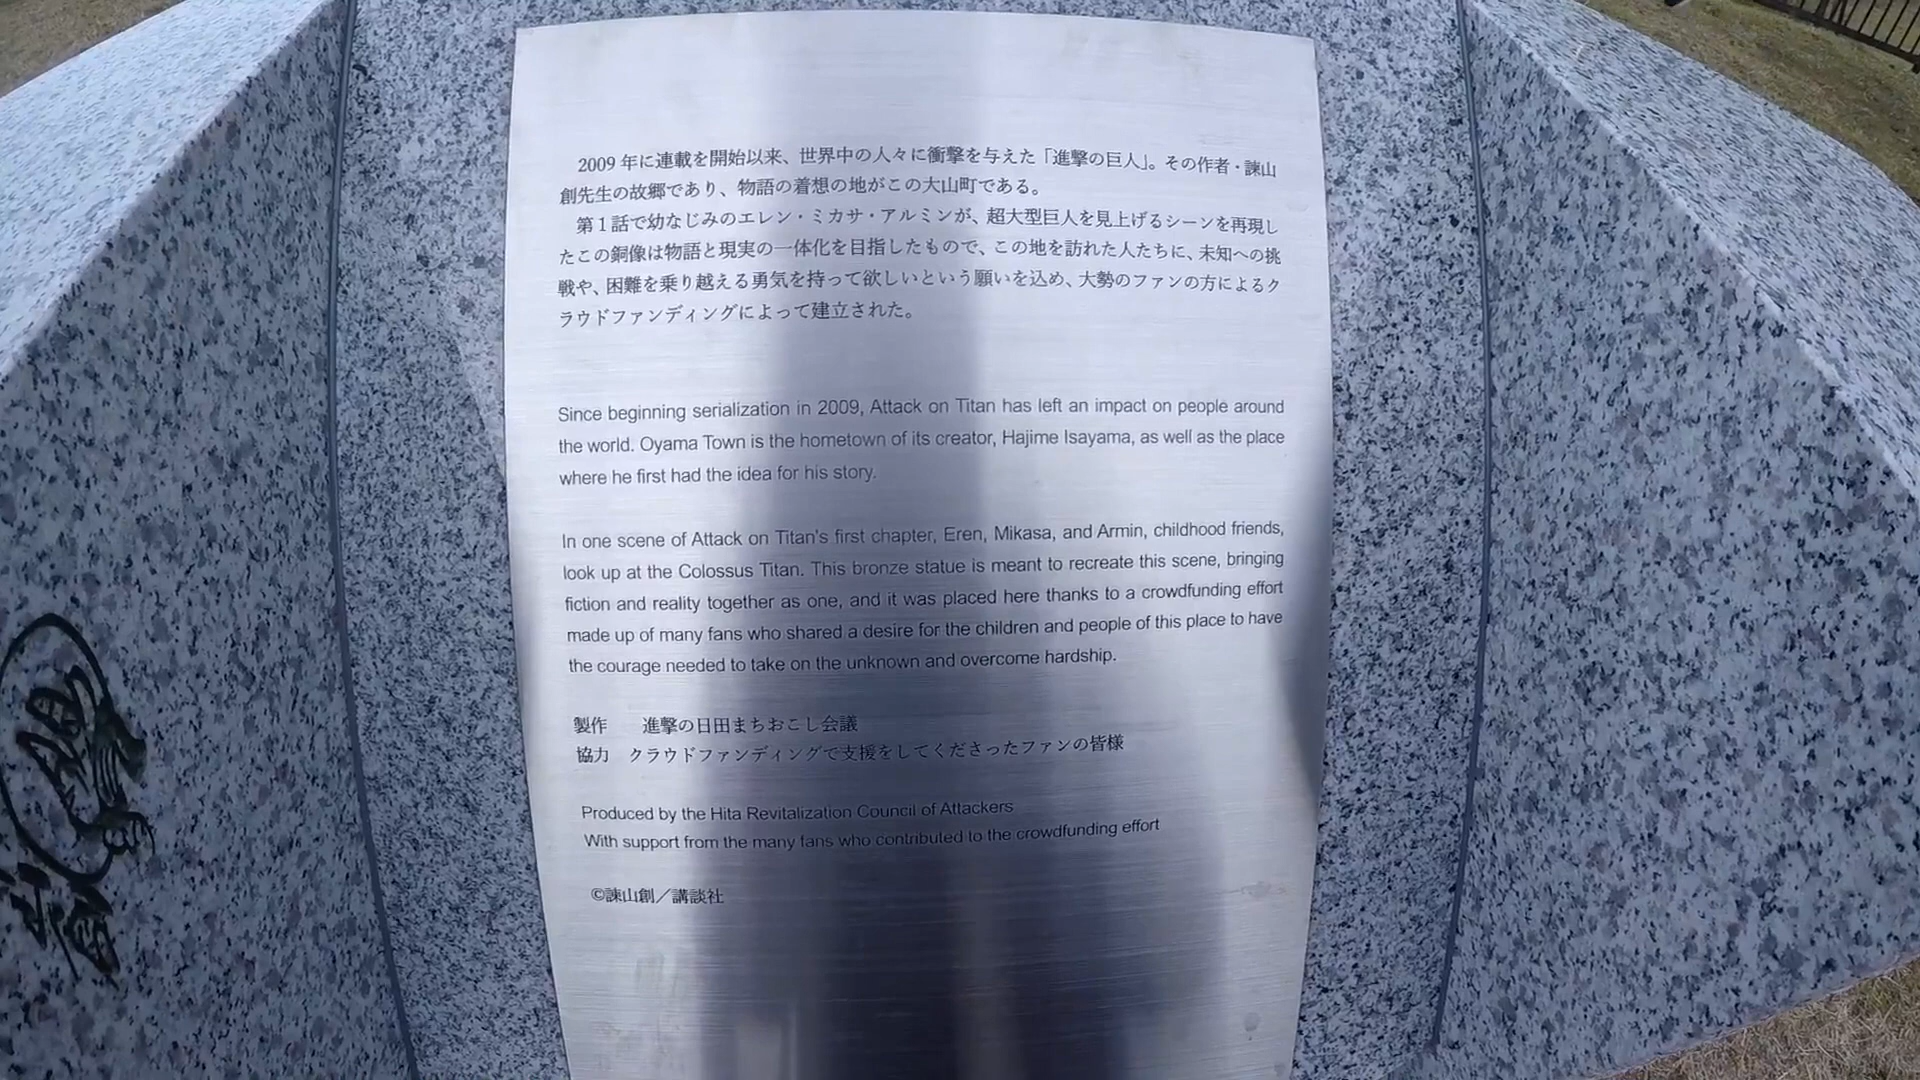 2009 年に連載を開始以来、世界中の人々に衝撃を与えた「進撃の巨人」。その作者・諫山
創先生の故郷であり、物語の着想の地がこの大山町である。
第1話で幼なじみのエレン・ミカサ・アルミンが、超大型巨人を見上げるシーンを再現し
たこの銅像は物語と現実の一体化を目指したもので、この地を訪れた人たちに、未知への挑
戦や、困難を乗り越える勇気を持って欲しいという願いを込め、大勢のファンの方によるク
ラウドファンディングによって建立された。
Since beginning serialization in 2009, Attack on Titan has left an impact on people around
the world. Oyama Town is the hometown of its creator, Hajime Isayama, as well as the place
where he first had the idea for his story.
In one scene of Attack on Titan's first chapter, Eren, Mikasa, and Armin, childhood friends,
look up at the Colossus Titan. This bronze statue is meant to recreate this scene, bringing
fiction and reality together as one, and it was placed here thanks to a crowdfunding effort
made up of many fans who shared a desire for the children and people of this place to have
the courage needed to take on the unknown and overcome hardship.
製作 進撃の日田まちおこし会議
協力 クラウドファンディングで支援をしてくださったファンの皆様
Produced by the Hita Revitalization Council of Attackers
With support from the many fans who contributed to the crowdfunding effort
©諫山創／講談社